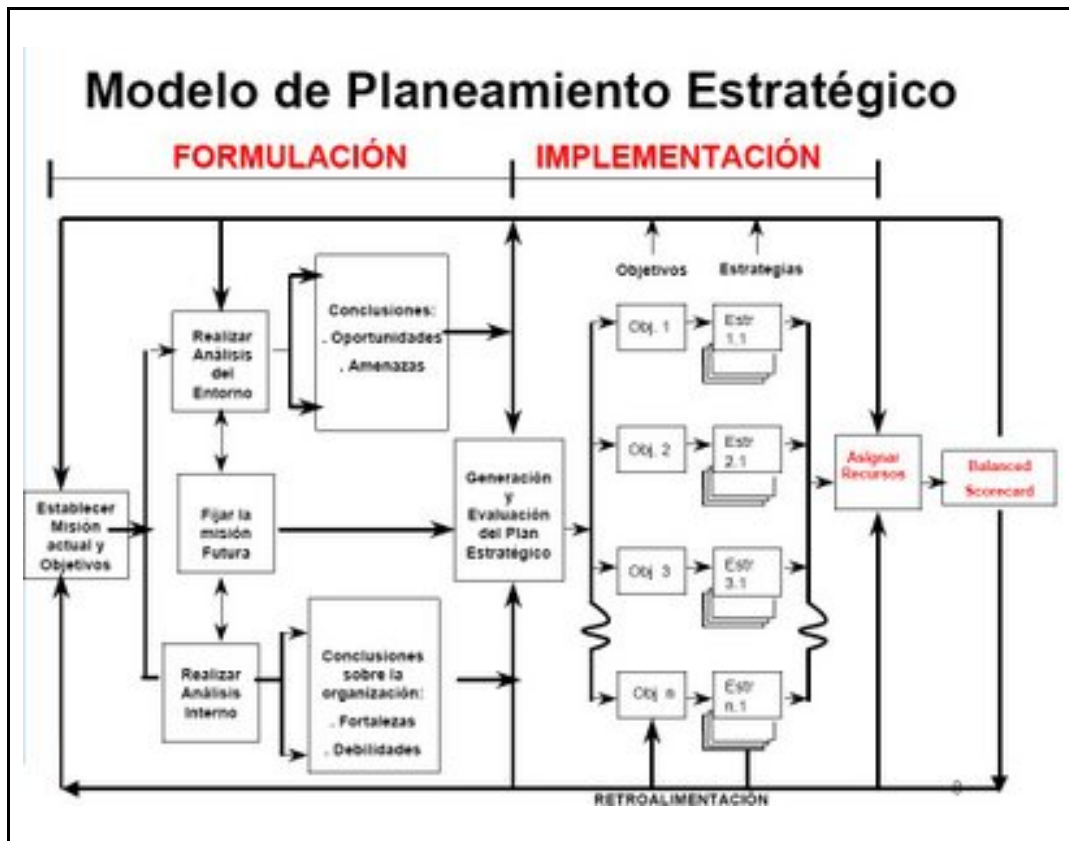 Modelo de Planeamiento Estratégico
FORMULACIÓN
IMPLEMENTACIÓN
Objetivos
Estrategias
Realizar
Análisis
del
Entorno
Conclusiones:
. Oportunidades
. Amenazas
Obj. 1
Estr
1.1
Establecer
Misión
actual y
Objetivos
Fijar la
misión
Futura
Generación
y
Evaluación
del Plan
Estratégico
Obj. 2
Estr
2.1
Asignar
Recursos
Balanced
Scorecard
Obj 3
Estr
3.1
Realizar
Análisis
Interno
Conclusiones
sobre la
organización:
. Fortalezas
. Debilidades
Obj n
Estr
n.1
RETROALIMENTACIÓN